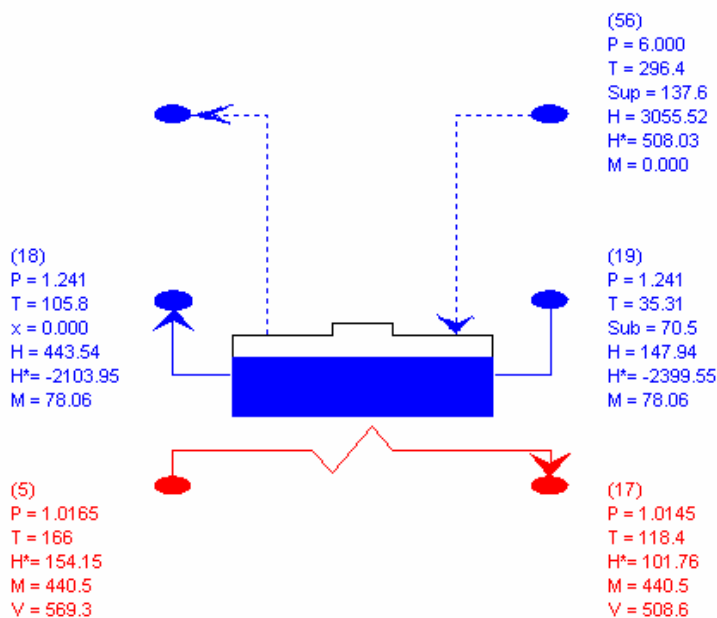 (56)
P = 6.000
T = 296.4
Sup = 137.6
H = 3055.52
H*= 508.03
M = 0.000
(18)
P = 1.241
T = 105.8
x = 0.000
H = 443.54
H*= -2103.95
M = 78.06
(19)
P = 1.241
T = 35.31
Sub = 70.5
H = 147.94
H*= -2399.55
M = 78.06
(5)
P = 1.0165
T = 166
H*= 154.15
M = 440.5
V = 569.3
(17)
P = 1.0145
T = 118.4
H*= 101.76
M = 440.5
V = 508.6